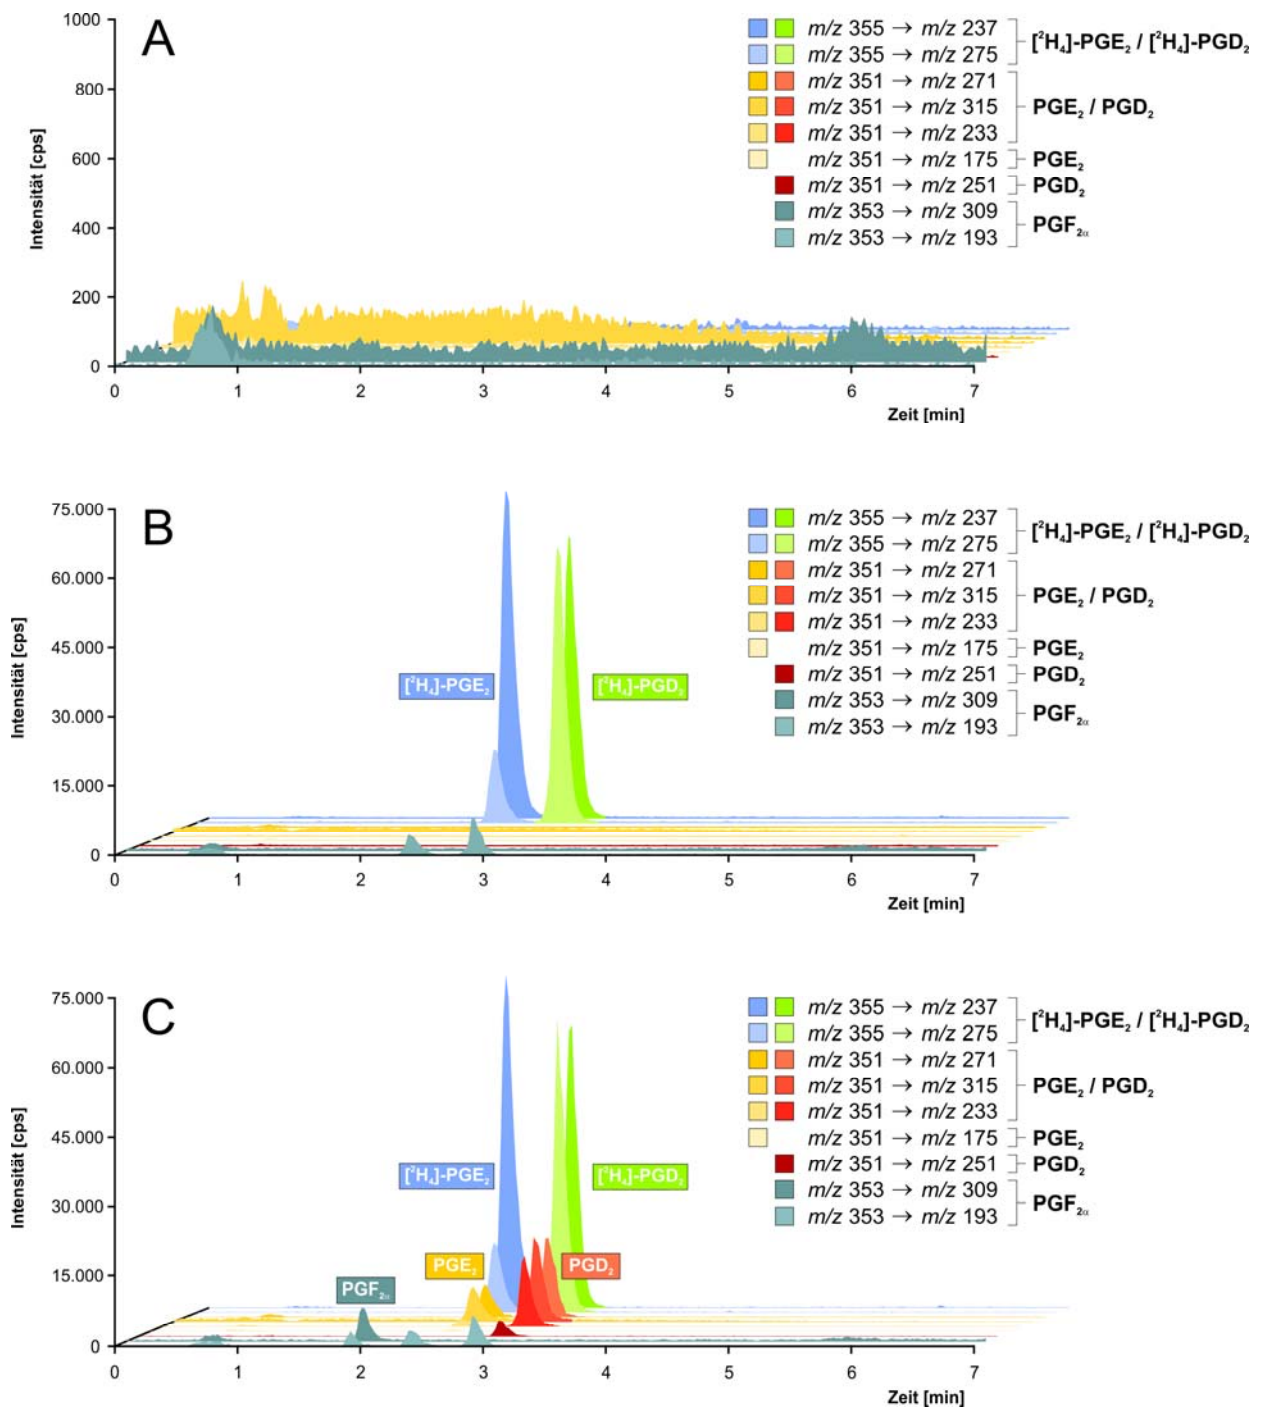 A
1000
800
600
400
200
0
Intensität [cps]
0 1 2 3 4 5 6 7
Zeit [min]
m/z 355 → m/z 237
m/z 355 → m/z 275
[²H₄]-PGE₂ / [²H₄]-PGD₂
m/z 351 → m/z 271
m/z 351 → m/z 315
m/z 351 → m/z 233
PGE₂ / PGD₂
m/z 351 → m/z 175
PGE₂
m/z 351 → m/z 251
PGD₂
m/z 353 → m/z 309
m/z 353 → m/z 193
PGF₂α
B
75.000
60.000
45.000
30.000
15.000
0
Intensität [cps]
[²H₄]-PGE₂
[²H₄]-PGD₂
0 1 2 3 4 5 6 7
Zeit [min]
m/z 355 → m/z 237
m/z 355 → m/z 275
[²H₄]-PGE₂ / [²H₄]-PGD₂
m/z 351 → m/z 271
m/z 351 → m/z 315
m/z 351 → m/z 233
PGE₂ / PGD₂
m/z 351 → m/z 175
PGE₂
m/z 351 → m/z 251
PGD₂
m/z 353 → m/z 309
m/z 353 → m/z 193
PGF₂α
C
75.000
60.000
45.000
30.000
15.000
0
Intensität [cps]
[²H₄]-PGE₂
[²H₄]-PGD₂
PGE₂
PGD₂
PGF₂α
0 1 2 3 4 5 6 7
Zeit [min]
m/z 355 → m/z 237
m/z 355 → m/z 275
[²H₄]-PGE₂ / [²H₄]-PGD₂
m/z 351 → m/z 271
m/z 351 → m/z 315
m/z 351 → m/z 233
PGE₂ / PGD₂
m/z 351 → m/z 175
PGE₂
m/z 351 → m/z 251
PGD₂
m/z 353 → m/z 309
m/z 353 → m/z 193
PGF₂α